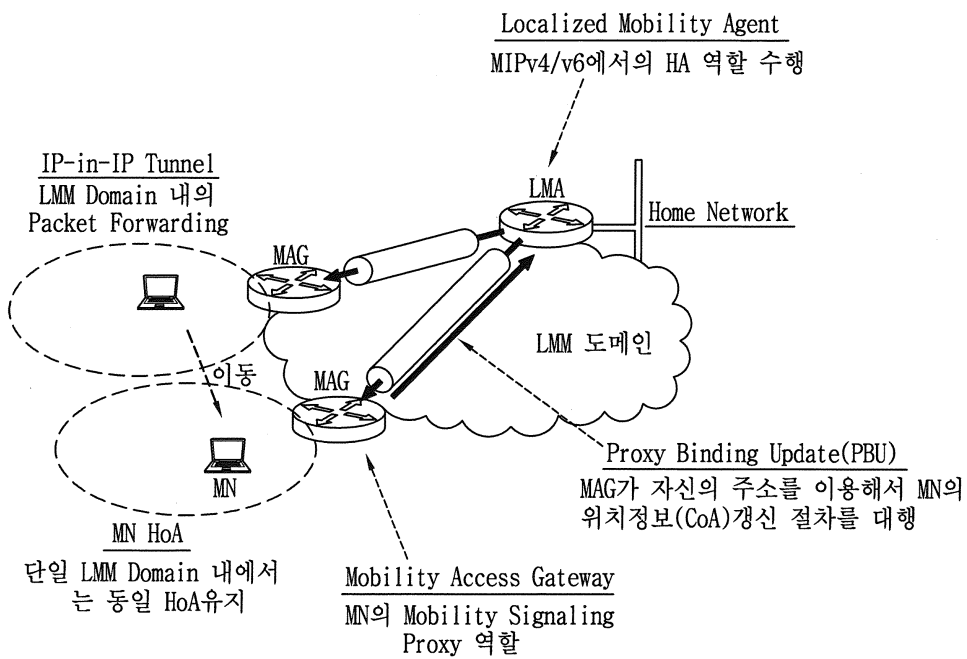 Localized Mobility Agent
MIPv4/v6에서의 HA 역할 수행
IP-in-IP Tunnel
LMM Domain 내의
Packet Forwarding
LMA
Home Network
MAG
LMM 도메인
이동
MAG
MN
Proxy Binding Update(PBU)
MAG가 자신의 주소를 이용해서 MN의
위치정보(CoA)갱신 절차를 대행
MN HoA
단일 LMM Domain 내에서
는 동일 HoA유지
Mobility Access Gateway
MN의 Mobility Signaling
Proxy 역할